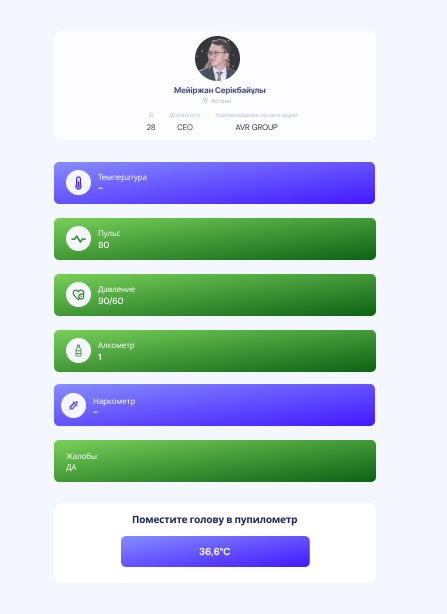 Мейіржан Серікбайұлы
Астана
ID Должность Наименование организации
28 CEO AVR GROUP
Температура
-
Пульс
80
Давление
90/60
Алкометр
1
Наркометр
-
Жалобы
ДА
Поместите голову в пупилометр
36,6°C